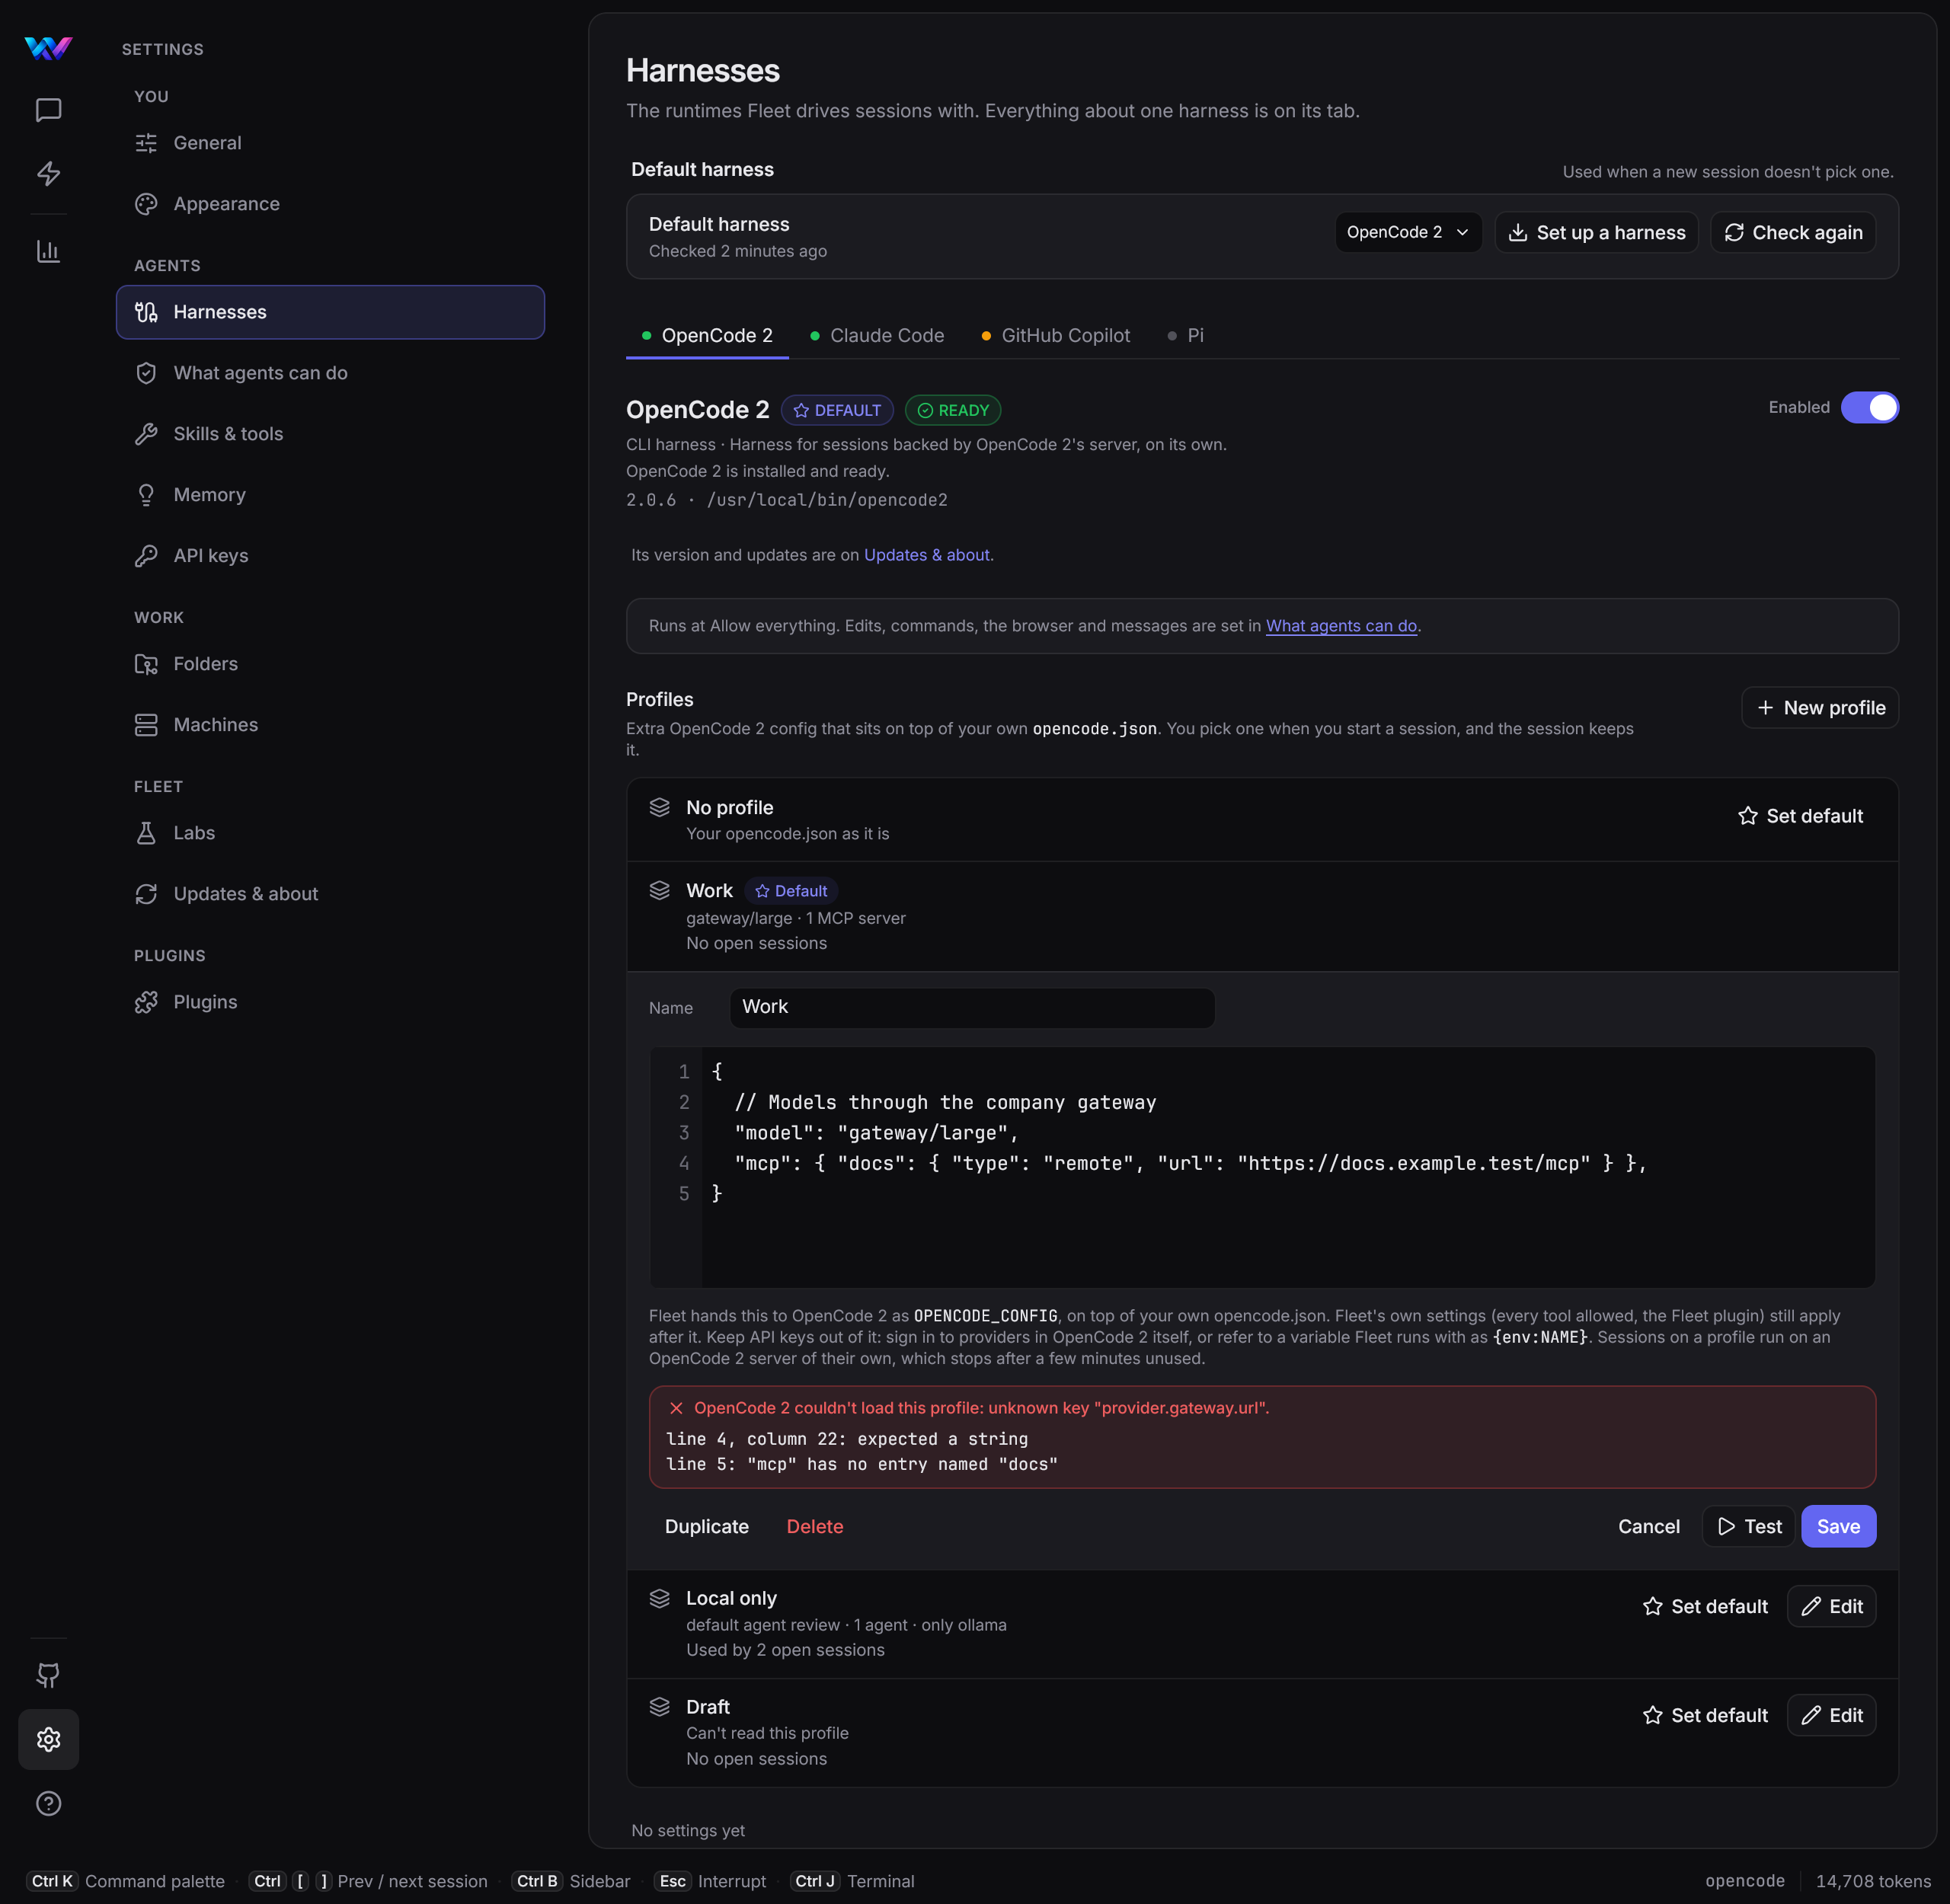 SETTINGS
YOU
General
Appearance
AGENTS
Harnesses
What agents can do
Skills & tools
Memory
API keys
WORK
Folders
Machines
FLEET
Labs
Updates & about
PLUGINS
Plugins
Harnesses
The runtimes Fleet drives sessions with. Everything about one harness is on its tab.
Default harness
Used when a new session doesn't pick one.
Default harness
Checked 2 minutes ago
OpenCode 2
Set up a harness
Check again
OpenCode 2
Claude Code
GitHub Copilot
Pi
OpenCode 2
DEFAULT
READY
Enabled
CLI harness · Harness for sessions backed by OpenCode 2's server, on its own.
OpenCode 2 is installed and ready.
2.0.6 · /usr/local/bin/opencode2
Its version and updates are on Updates & about.
Runs at Allow everything. Edits, commands, the browser and messages are set in What agents can do.
Profiles
New profile
Extra OpenCode 2 config that sits on top of your own opencode.json. You pick one when you start a session, and the session keeps
it.
No profile
Your opencode.json as it is
Set default
Work
Default
gateway/large · 1 MCP server
No open sessions
Name
Work
1 {
2 // Models through the company gateway
3 "model": "gateway/large",
4 "mcp": { "docs": { "type": "remote", "url": "https://docs.example.test/mcp" } },
5 }
Fleet hands this to OpenCode 2 as OPENCODE_CONFIG, on top of your own opencode.json. Fleet's own settings (every tool allowed, the Fleet plugin) still apply
after it. Keep API keys out of it: sign in to providers in OpenCode 2 itself, or refer to a variable Fleet runs with as {env:NAME}. Sessions on a profile run on an
OpenCode 2 server of their own, which stops after a few minutes unused.
OpenCode 2 couldn't load this profile: unknown key "provider.gateway.url".
line 4, column 22: expected a string
line 5: "mcp" has no entry named "docs"
Duplicate
Delete
Cancel
Test
Save
Local only
default agent review · 1 agent · only ollama
Used by 2 open sessions
Set default
Edit
Draft
Can't read this profile
No open sessions
Set default
Edit
No settings yet
Ctrl K Command palette · Ctrl [ ] Prev / next session · Ctrl B Sidebar · Esc Interrupt · Ctrl J Terminal
opencode
14,708 tokens